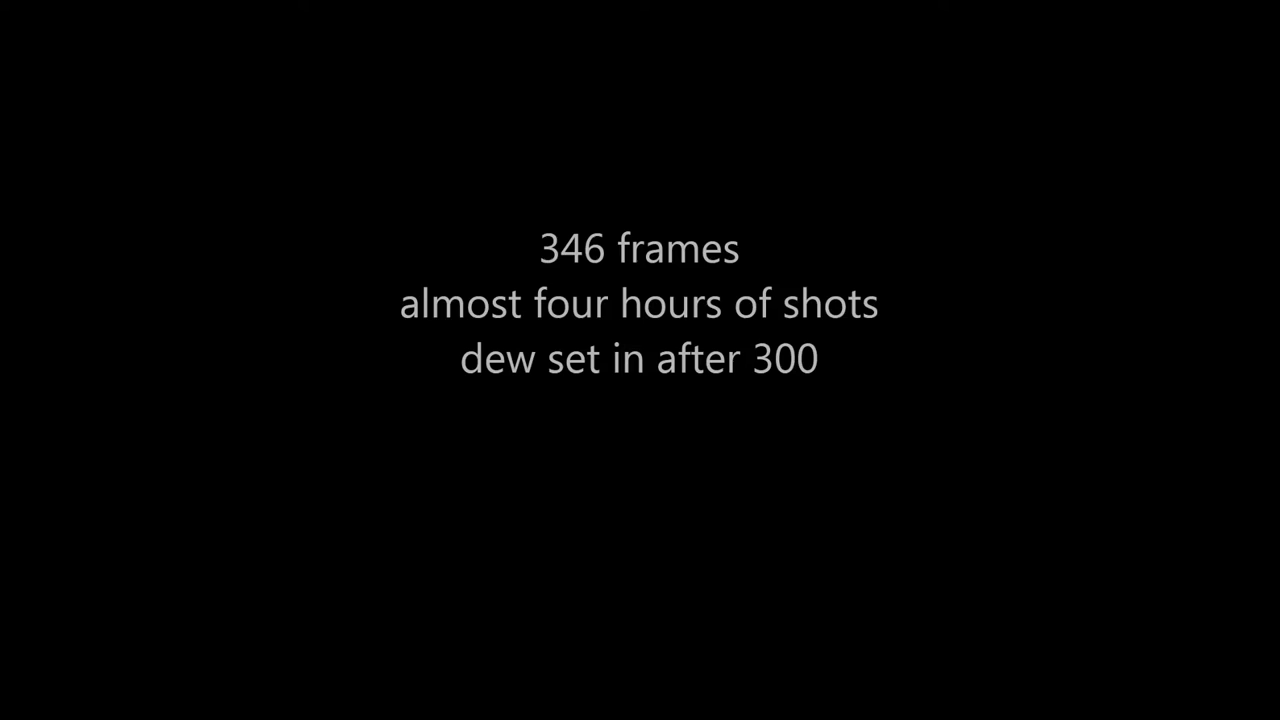 346 frames
almost four hours of shots
dew set in after 300